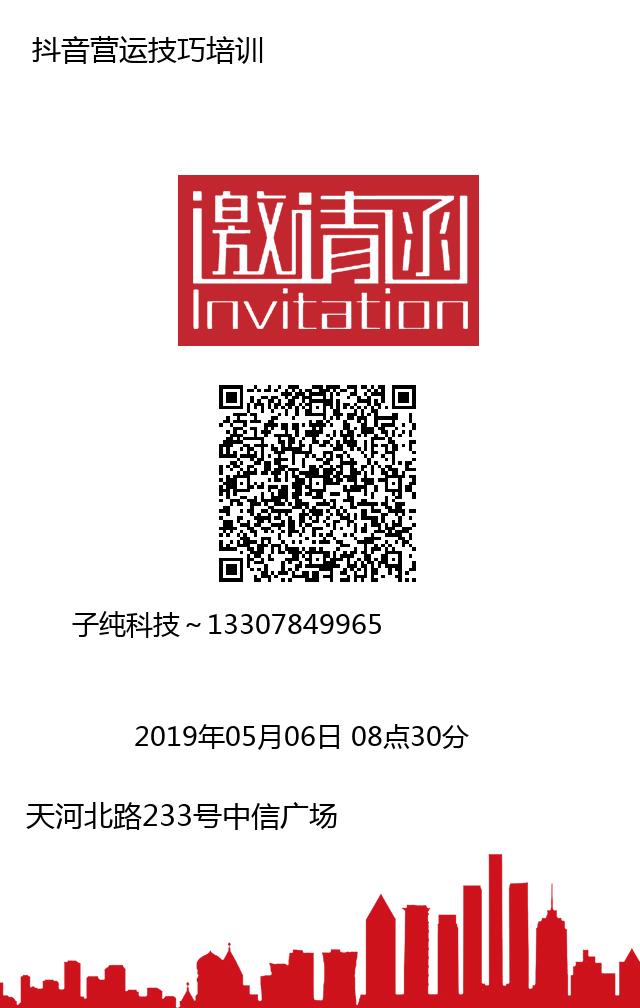 抖音营运技巧培训
邀请函
Invitation
子纯科技～13307849965
2019年05月06日 08点30分
天河北路233号中信广场